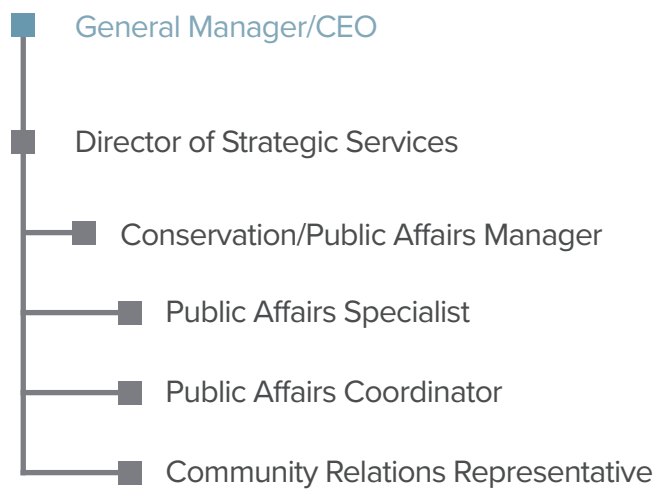 General Manager/CEO
Director of Strategic Services
Conservation/Public Affairs Manager
Public Affairs Specialist
Public Affairs Coordinator
Community Relations Representative